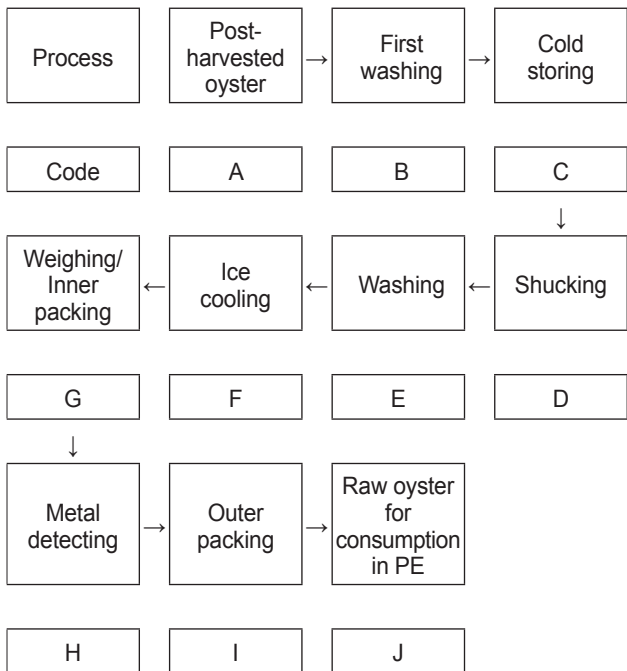 Process
Post-
harvested
oyster
→
First
washing
→
Cold
storing
Code
A
B
C
↓
Weighing/
Inner
packing
←
Ice
cooling
←
Washing
←
Shucking
G
F
E
D
↓
Metal
detecting
→
Outer
packing
→
Raw oyster
for
consumption
in PE
H
I
J